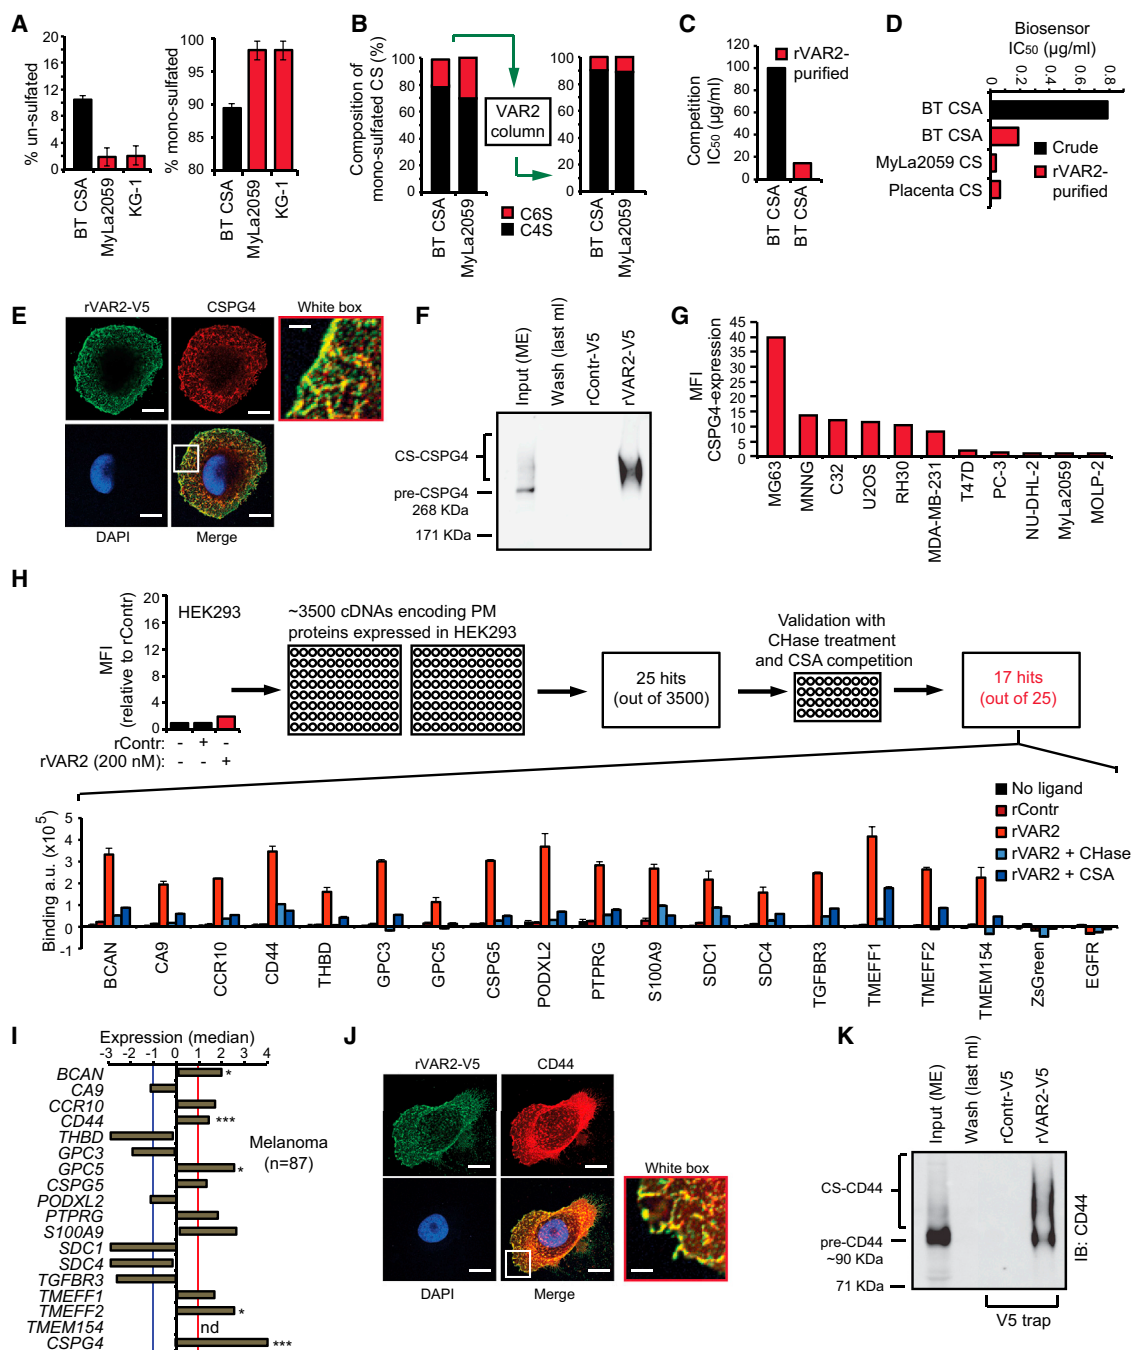 A
% un-sulfated
15
10
5
0
BT CSA
MyLa2059
KG-1
% mono-sulfated
100
95
90
85
80
BT CSA
MyLa2059
KG-1
B
Composition of
mono-sulfated CS (%)
100
80
60
40
20
0
BT CSA
MyLa2059
VAR2
column
C6S
C4S
100
80
60
40
20
0
BT CSA
MyLa2059
C
Competition
IC50 (μg/ml)
120
100
80
60
40
20
0
rVAR2-
purified
BT CSA
BT CSA
D
Biosensor
IC50 (μg/ml)
0
0.2
0.4
0.6
0.8
BT CSA
BT CSA
MyLa2059 CS
Placenta CS
Crude
rVAR2-
purified
E
rVAR2-V5
CSPG4
White box
DAPI
Merge
F
Input (ME)
Wash (last ml)
rContr-V5
rVAR2-V5
CS-CSPG4
pre-CSPG4
268 KDa
171 KDa
G
MFI
CSPG4-expression
45
40
35
30
25
20
15
10
5
0
MG63
MNNG
C32
U2OS
RH30
MDA-MB-231
T47D
PC-3
NU-DHL-2
MyLa2059
MOLP-2
H
MFI
(relative to rContr)
20
16
12
8
4
0
HEK293
rContr: - + -
rVAR2 (200 nM): - - +
~3500 cDNAs encoding PM
proteins expressed in HEK293
25 hits
(out of 3500)
Validation with
CHase treatment
and CSA competition
17 hits
(out of 25)
No ligand
rContr
rVAR2
rVAR2 + CHase
rVAR2 + CSA
Binding a.u. (x10⁵)
5
4
3
2
1
0
-1
BCAN
CA9
CCR10
CD44
THBD
GPC3
GPC5
CSPG5
PODXL2
PTPRG
S100A9
SDC1
SDC4
TGFBR3
TMEFF1
TMEFF2
TMEM154
ZsGreen
EGFR
I
Expression (median)
-3 -2 -1 0 1 2 3 4
BCAN *
CA9
CCR10
CD44 ***
THBD
GPC3
GPC5 *
CSPG5
PODXL2
PTPRG
S100A9
SDC1
SDC4
TGFBR3
TMEFF1
TMEFF2 *
TMEM154 nd
CSPG4 ***
Melanoma
(n=87)
J
rVAR2-V5
CD44
White box
DAPI
Merge
K
Input (ME)
Wash (last ml)
rContr-V5
rVAR2-V5
CS-CD44
pre-CD44
~90 KDa
71 KDa
IB: CD44
V5 trap